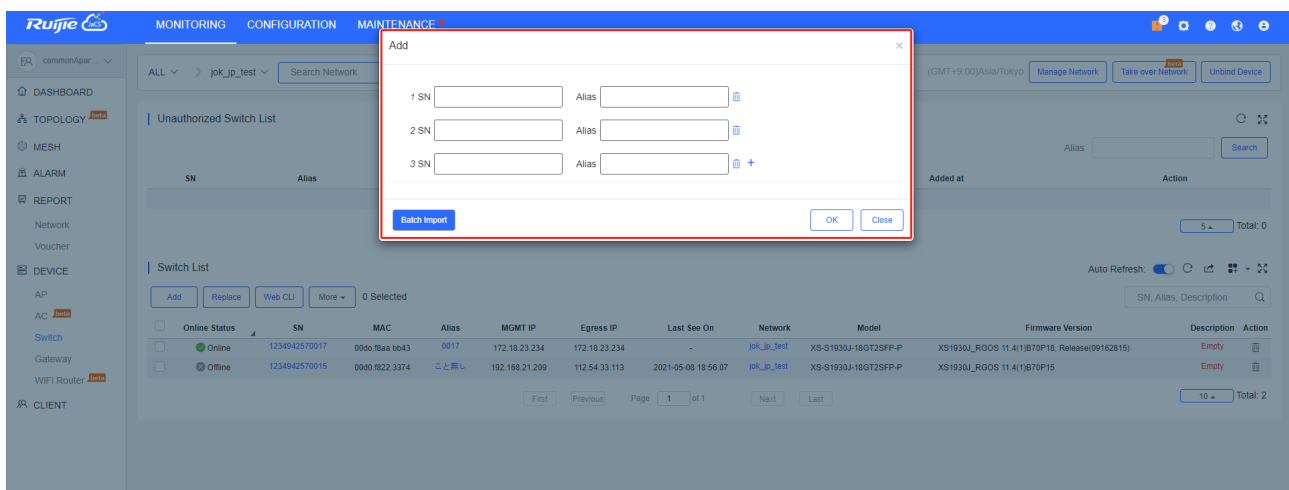 Ruijie JaCS MONITORING CONFIGURATION MAINTENANCE 3
commonApar... ALL jok_jp_test Search Network (GMT+9:00)Asia/Tokyo Manage Network Take over Network beta Unbind Device
DASHBOARD
TOPOLOGY beta
MESH
ALARM
REPORT
Network
Voucher
DEVICE
AP
AC beta
Switch
Gateway
WiFi Router beta
CLIENT
Add ×
1 SN Alias
2 SN Alias
3 SN Alias +
Batch Import OK Close
Unauthorized Switch List
Alias Search
SN Alias Added at Action
5 Total: 0
Switch List Auto Refresh:
Add Replace Web CLI More 0 Selected SN, Alias, Description
Online Status SN MAC Alias MGMT IP Egress IP Last See On Network Model Firmware Version Description Action
Online 1234942570017 00d0.f8aa.bb43 0017 172.18.23.234 172.18.23.234 - jok_jp_test XS-S1930J-18GT2SFP-P XS1930J_RGOS 11.4(1)B70P18, Release(09162815) Empty
Offline 1234942570015 00d0.f822.3374 こと無し 192.168.21.209 112.54.33.113 2021-05-08 18:56:07 jok_jp_test XS-S1930J-18GT2SFP-P XS1930J_RGOS 11.4(1)B70P15 Empty
First Previous Page 1 of 1 Next Last 10 Total: 2